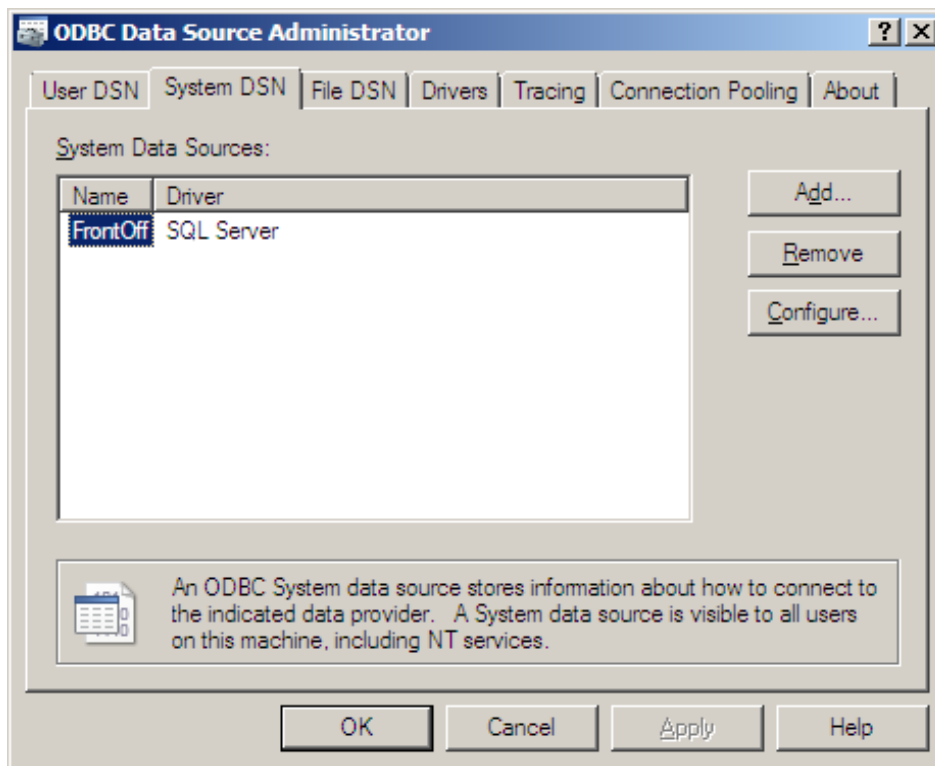 ODBC Data Source Administrator
User DSN System DSN File DSN Drivers Tracing Connection Pooling About
System Data Sources:
Name Driver
FrontOff SQL Server
Add...
Remove
Configure...
An ODBC System data source stores information about how to connect to
the indicated data provider. A System data source is visible to all users
on this machine, including NT services.
OK Cancel Apply Help